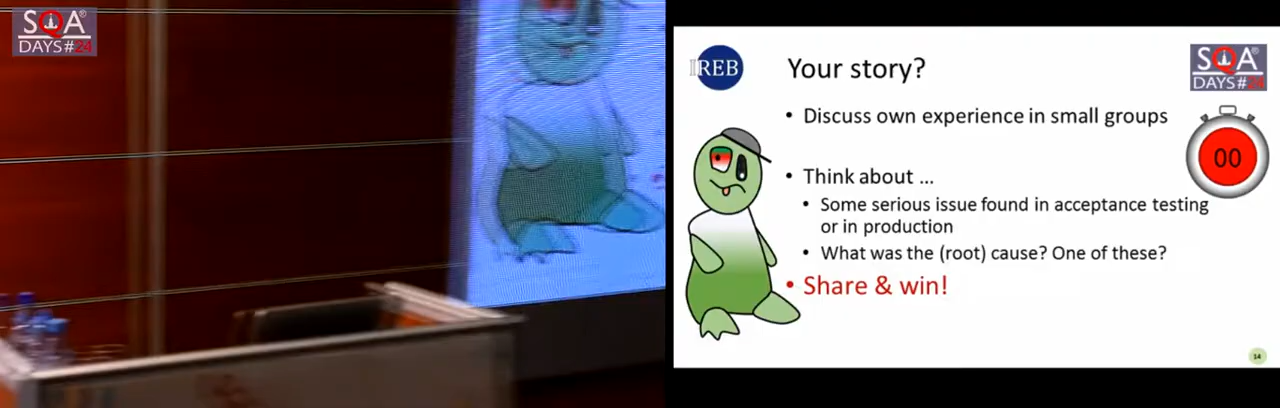 SQA
DAYS#24
IREB
Your story?
SQA®
DAYS#24
• Discuss own experience in small groups
00
• Think about ...
• Some serious issue found in acceptance testing
or in production
• What was the (root) cause? One of these?
• Share & win!
14